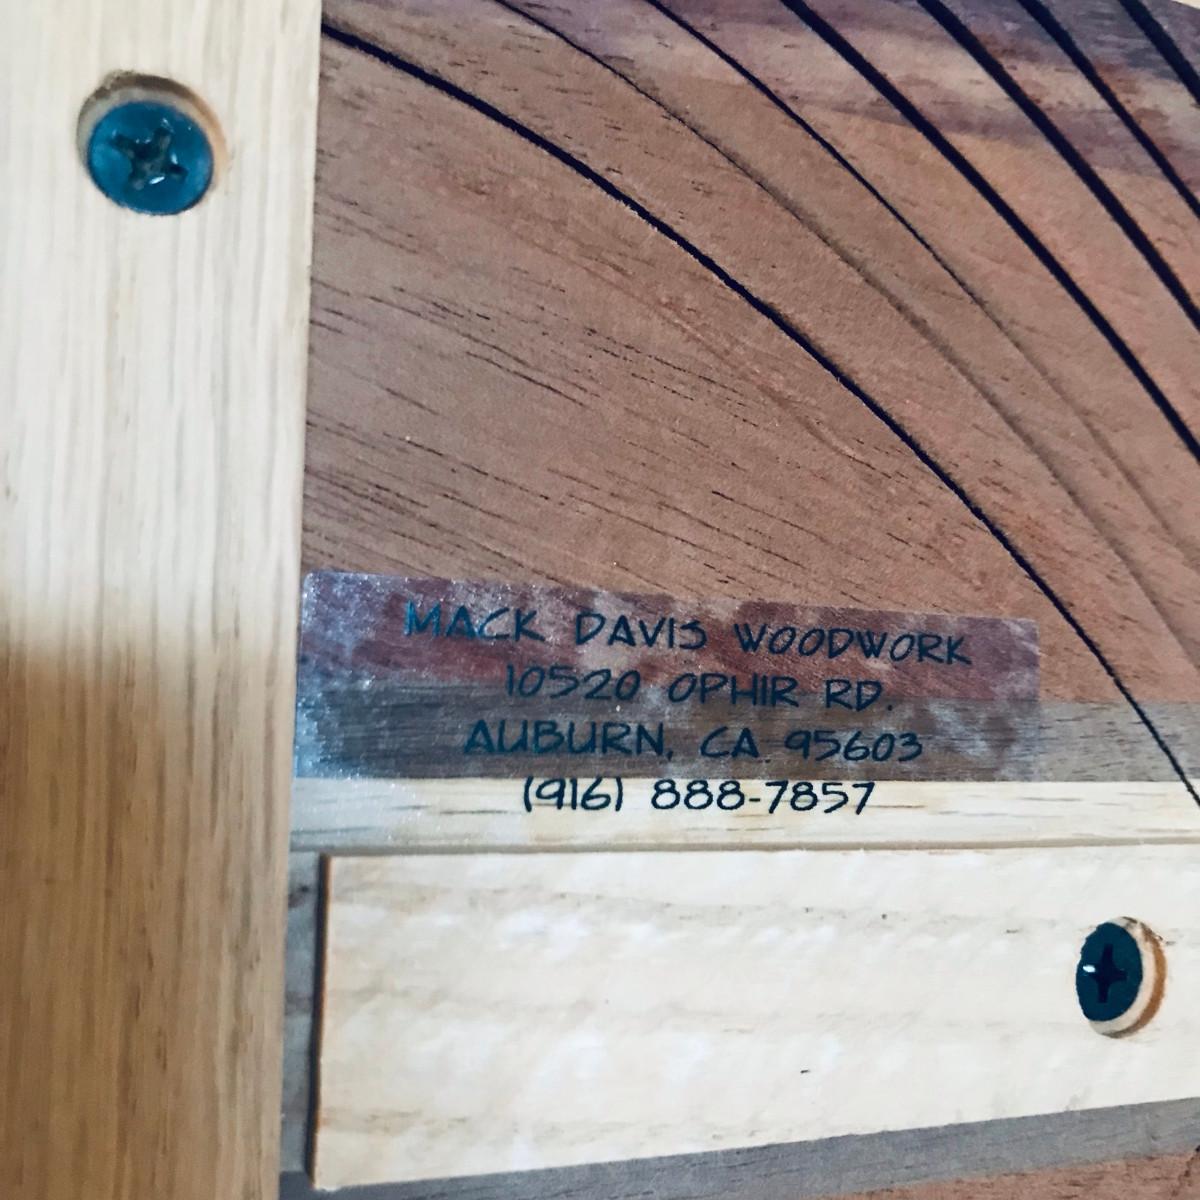 MACK DAVIS WOODWORK
10520 OPHIR RD.
AUBURN, CA 95603
(916) 888-7857